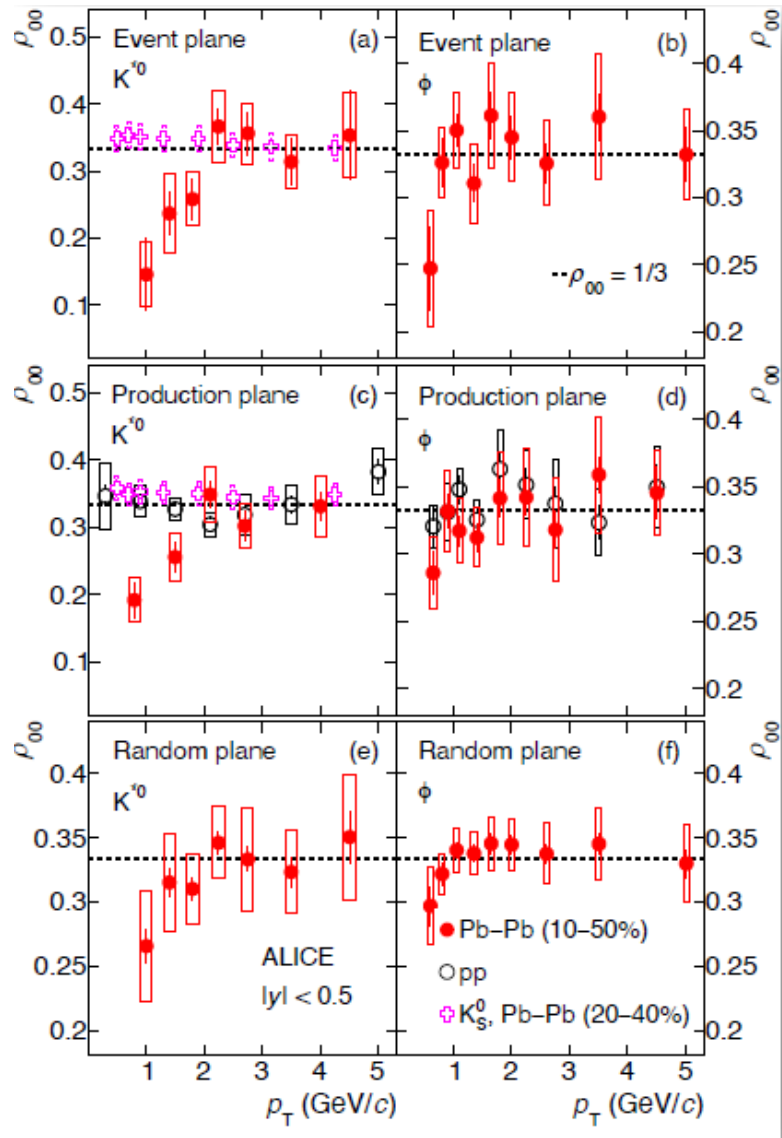 ρ00 Event plane (a) Event plane (b) ρ00
K*0 ϕ
0.5
0.4
0.3
0.2
0.1
0.4
0.35
0.3
0.25
0.2
ρ00 = 1/3
ρ00 Production plane (c) Production plane (d) ρ00
K*0 ϕ
0.5
0.4
0.3
0.2
0.1
0.4
0.35
0.3
0.25
0.2
ρ00 Random plane (e) Random plane (f) ρ00
K*0 ϕ
0.4
0.35
0.3
0.25
0.2
0.4
0.35
0.3
0.25
0.2
ALICE
|y| < 0.5
Pb–Pb (10–50%)
pp
K0S, Pb–Pb (20–40%)
1 2 3 4 5 1 2 3 4 5
pT (GeV/c) pT (GeV/c)